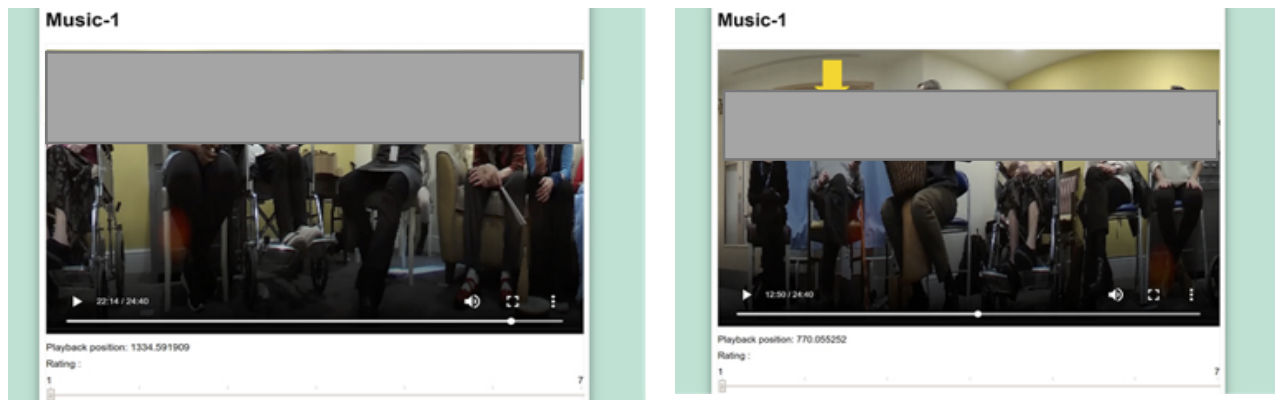 Music-1
22:14 / 24:40
Playback position: 1334.591909
Rating :
1 7
Music-1
12:50 / 24:40
Playback position: 770.055252
Rating :
1 7